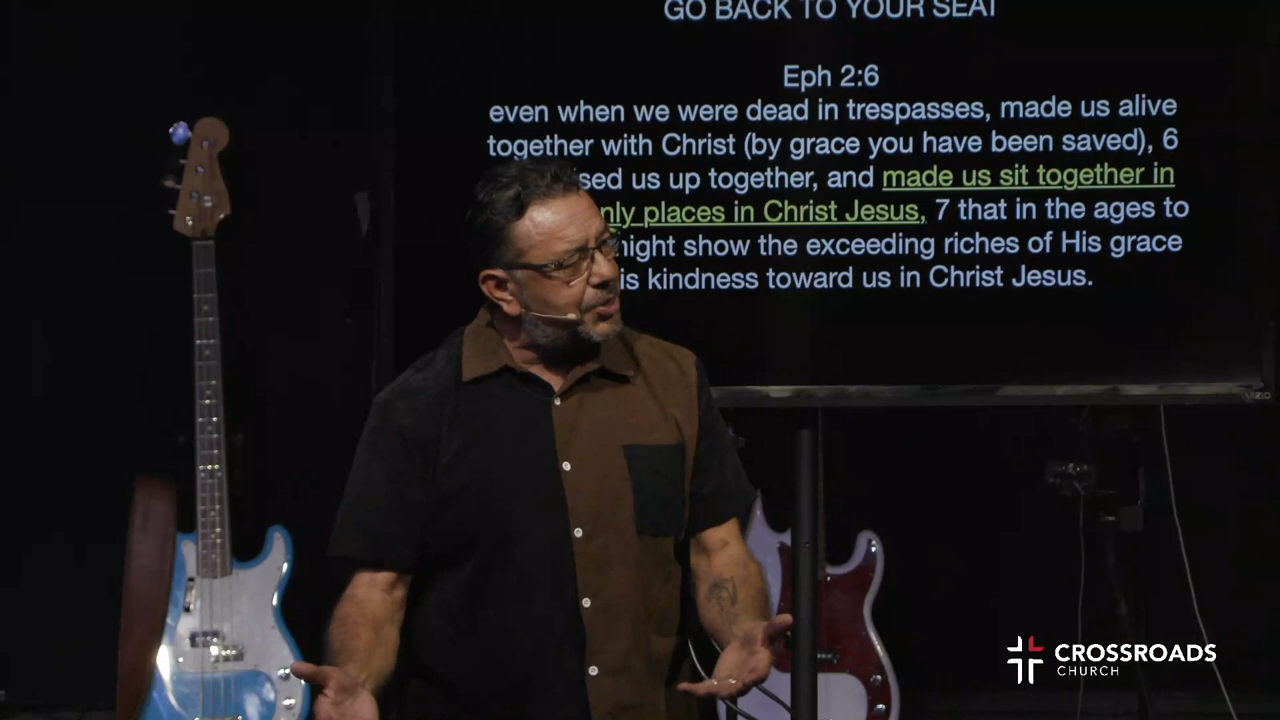 GO BACK TO YOUR SEAT
Eph 2:6
even when we were dead in trespasses, made us alive
together with Christ (by grace you have been saved), 6
sed us up together, and made us sit together in
nly places in Christ Jesus, 7 that in the ages to
might show the exceeding riches of His grace
is kindness toward us in Christ Jesus.
VIZIO
CROSSROADS
CHURCH